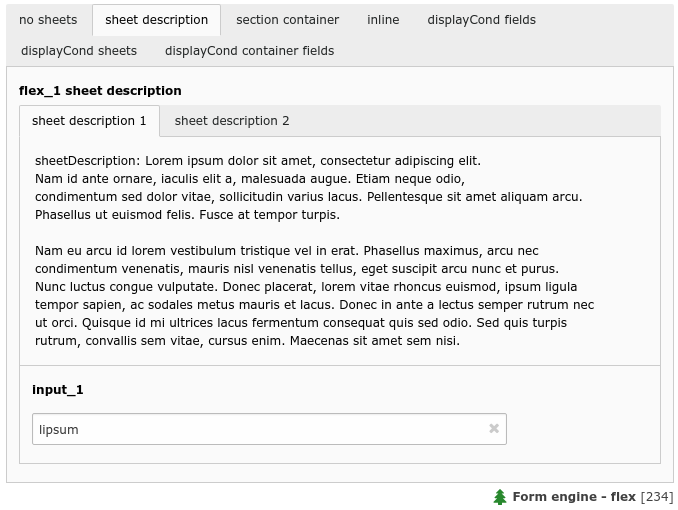 no sheets sheet description section container inline displayCond fields
displayCond sheets displayCond container fields
flex_1 sheet description
sheet description 1 sheet description 2
sheetDescription: Lorem ipsum dolor sit amet, consectetur adipiscing elit.
Nam id ante ornare, iaculis elit a, malesuada augue. Etiam neque odio,
condimentum sed dolor vitae, sollicitudin varius lacus. Pellentesque sit amet aliquam arcu.
Phasellus ut euismod felis. Fusce at tempor turpis.
Nam eu arcu id lorem vestibulum tristique vel in erat. Phasellus maximus, arcu nec
condimentum venenatis, mauris nisl venenatis tellus, eget suscipit arcu nunc et purus.
Nunc luctus congue vulputate. Donec placerat, lorem vitae rhoncus euismod, ipsum ligula
tempor sapien, ac sodales metus mauris et lacus. Donec in ante a lectus semper rutrum nec
ut orci. Quisque id mi ultrices lacus fermentum consequat quis sed odio. Sed quis turpis
rutrum, convallis sem vitae, cursus enim. Maecenas sit amet sem nisi.
input_1
lipsum
Form engine - flex [234]